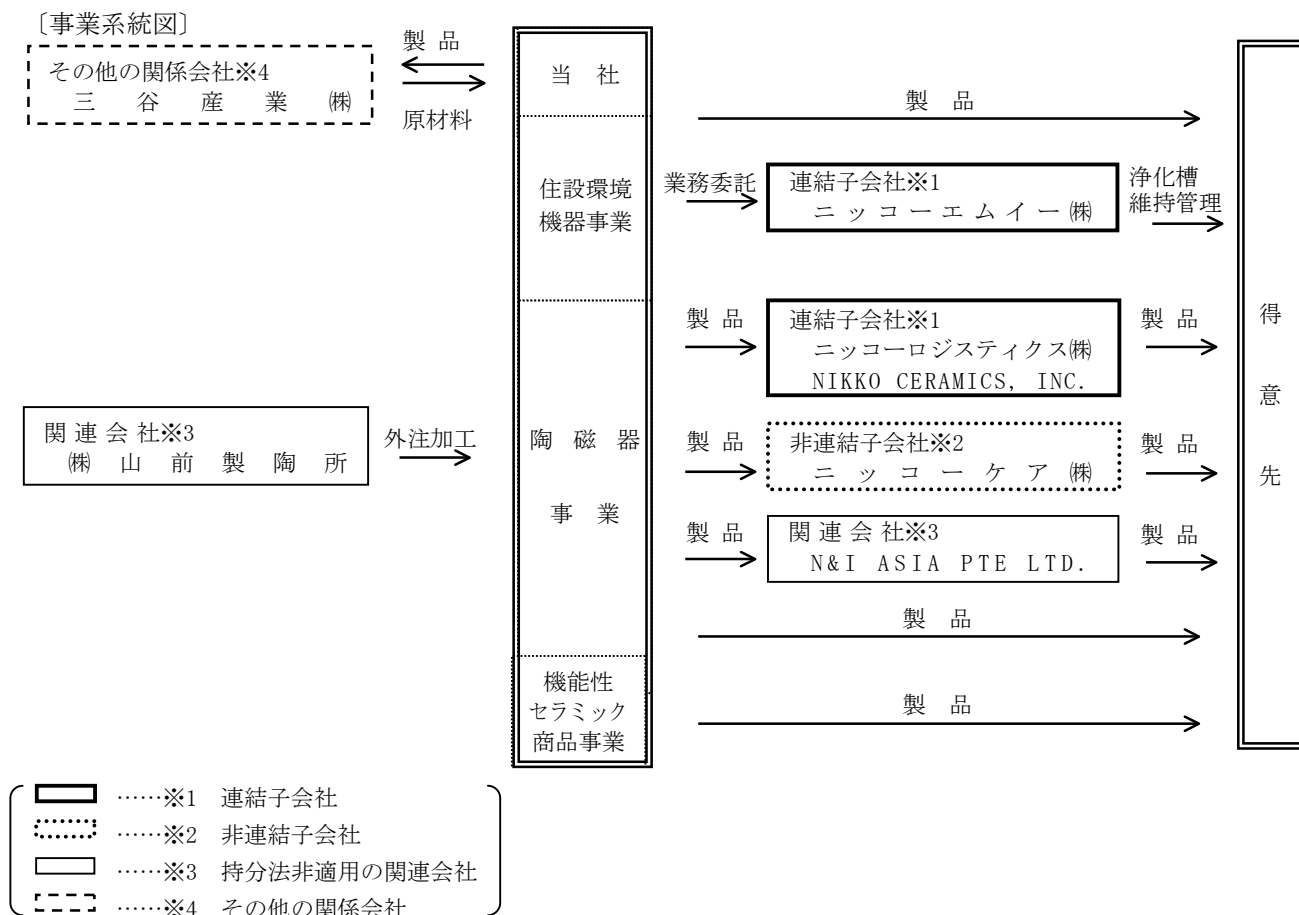 〔事業系統図〕
その他の関係会社※4
三谷産業㈱
製品
原材料
当社
製品
住設環境
機器事業
業務委託
連結子会社※1
ニッコーエムイー㈱
浄化槽
維持管理
製品
連結子会社※1
ニッコーロジスティクス㈱
NIKKO CERAMICS, INC.
製品
得意先
関連会社※3
㈱山前製陶所
外注加工
陶磁器
事業
製品
非連結子会社※2
ニッコーケア㈱
製品
製品
関連会社※3
N&I ASIA PTE LTD.
製品
製品
機能性
セラミック
商品事業
製品
……※1 連結子会社
……※2 非連結子会社
……※3 持分法非適用の関連会社
……※4 その他の関係会社